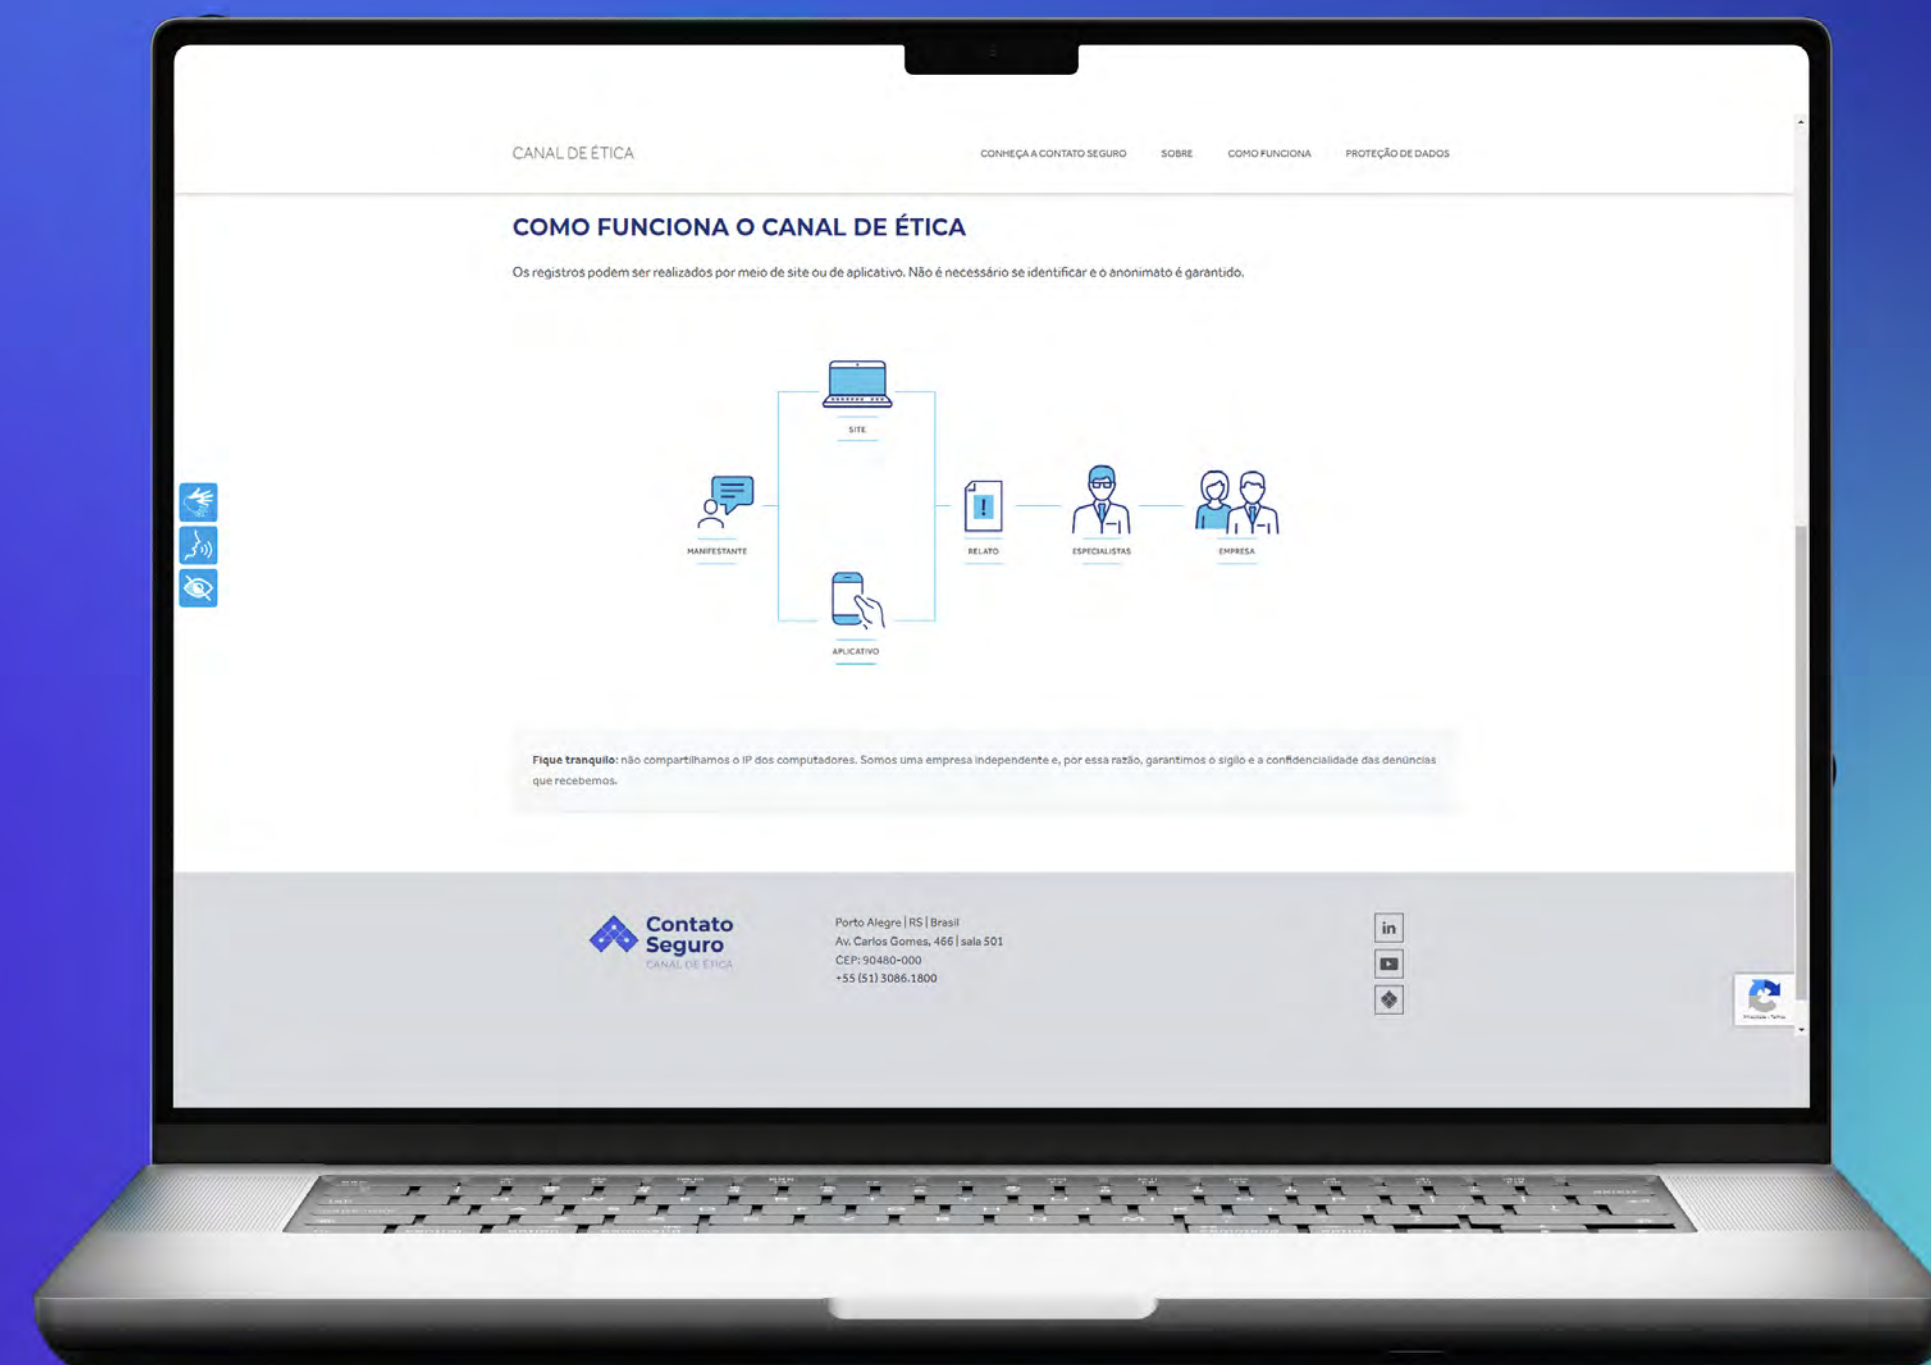 CANAL DE ÉTICA
CONHEÇA A CONTATO SEGURO
SOBRE
COMO FUNCIONA
PROTEÇÃO DE DADOS
COMO FUNCIONA O CANAL DE ÉTICA
Os registros podem ser realizados por meio de site ou de aplicativo. Não é necessário se identificar e o anonimato é garantido.
SITE
MANIFESTANTE
RELATO
ESPECIALISTAS
EMPRESA
APLICATIVO
Fique tranquilo: não compartilhamos o IP dos computadores. Somos uma empresa independente e, por essa razão, garantimos o sigilo e a confidencialidade das denúncias
que recebemos.
Contato
Seguro
CANAL DE ÉTICA
Porto Alegre | RS | Brasil
Av. Carlos Gomes, 466 | sala 501
CEP: 90480-000
+55 (51) 3086.1800
in